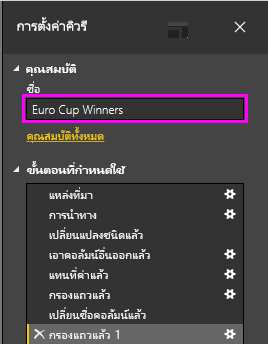 การตั้งค่าคิวรี
คุณสมบัติ
ชื่อ
Euro Cup Winners
คุณสมบัติทั้งหมด
ขั้นตอนที่กำหนดใช้
แหล่งที่มา
การนำทาง
เปลี่ยนแปลงชนิดแล้ว
เอาคอลัมน์อื่นออกแล้ว
แทนที่ค่าแล้ว
กรองแถวแล้ว
เปลี่ยนชื่อคอลัมน์แล้ว
กรองแถวแล้ว 1